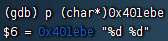 (gdb) p (char*)0x401ebe
$6 = 0x401ebe "%d %d"